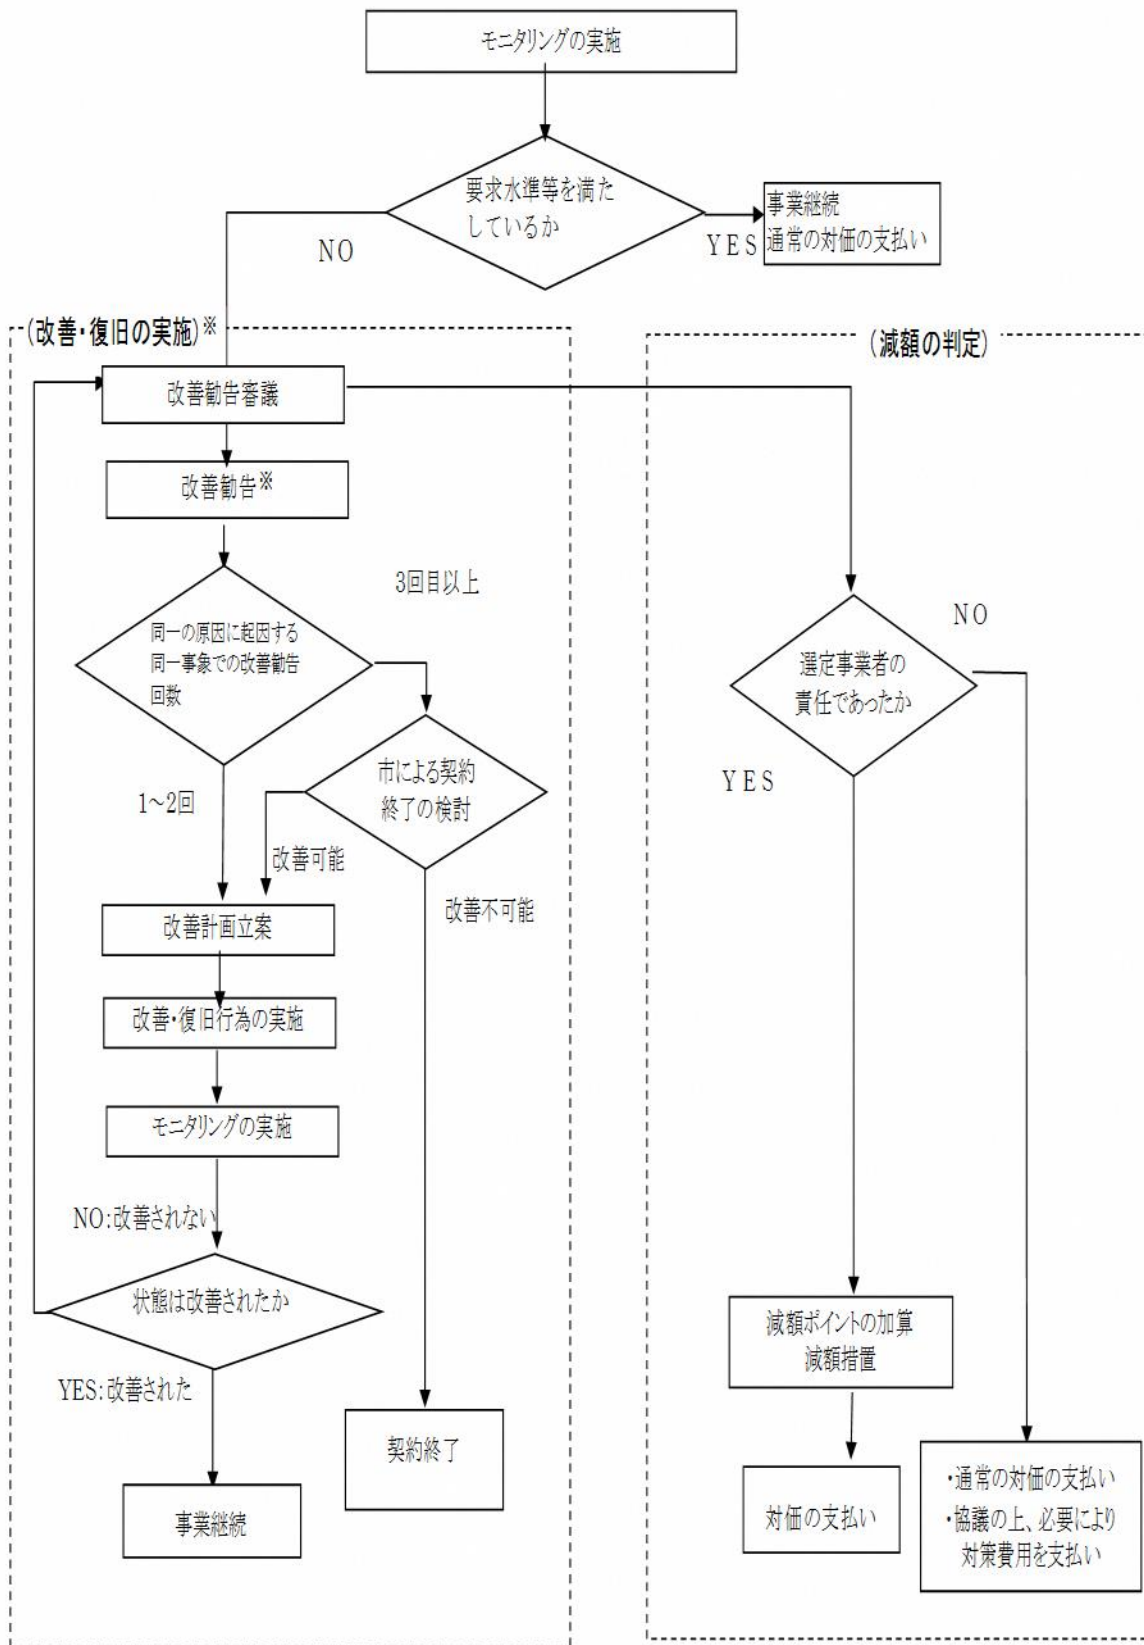 モニタリングの実施
要求水準等を満た
しているか
NO
YES
事業継続
通常の対価の支払い
(改善・復旧の実施)※
(減額の判定)
改善勧告審議
改善勧告※
3回目以上
同一の原因に起因する
同一事象での改善勧告
回数
1～2回
市による契約
終了の検討
改善可能
改善不可能
改善計画立案
改善・復旧行為の実施
モニタリングの実施
NO:改善されない
状態は改善されたか
YES:改善された
事業継続
契約終了
NO
選定事業者の
責任であったか
YES
減額ポイントの加算
減額措置
対価の支払い
・通常の対価の支払い
・協議の上、必要により
対策費用を支払い